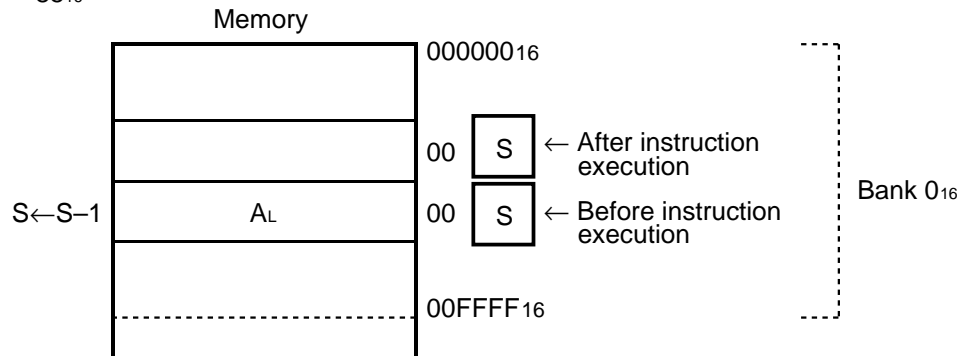 Memory
000000₁₆
00 S ← After instruction
execution
S←S–1 AL 00 S ← Before instruction
execution
Bank 0₁₆
00FFFF₁₆